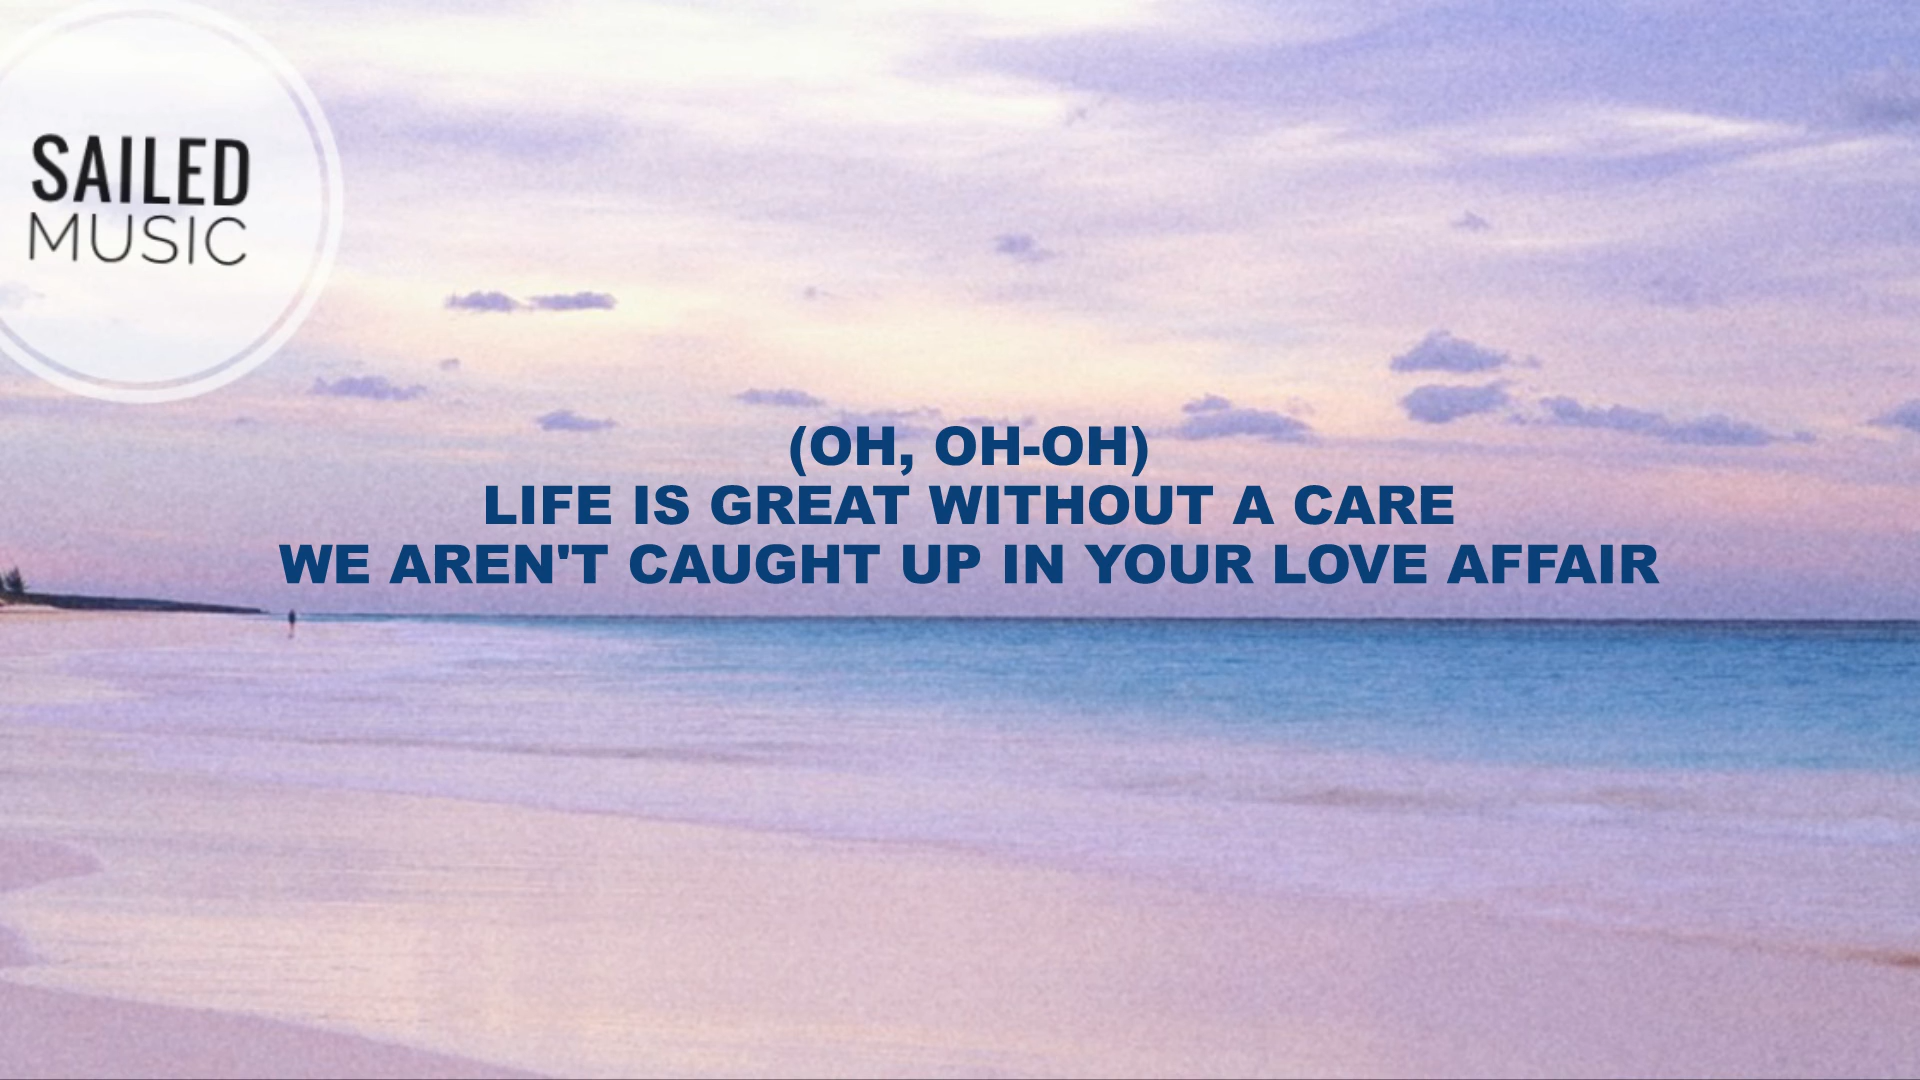 SAILED
MUSIC
(OH, OH-OH)
LIFE IS GREAT WITHOUT A CARE
WE AREN'T CAUGHT UP IN YOUR LOVE AFFAIR